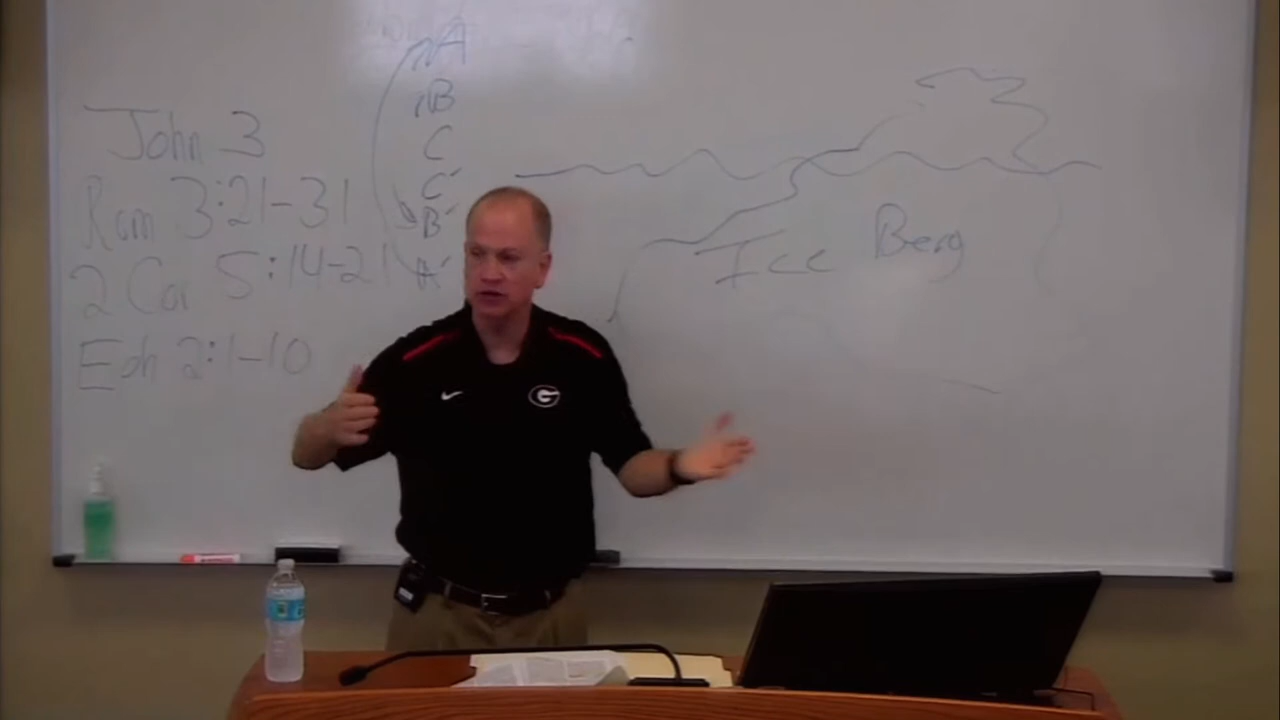 John 3
Rom 3:21-31
2 Cor 5:14-21
Eph 2:1-10
A
B
C
C'
B'
A'
Ice Berg
G